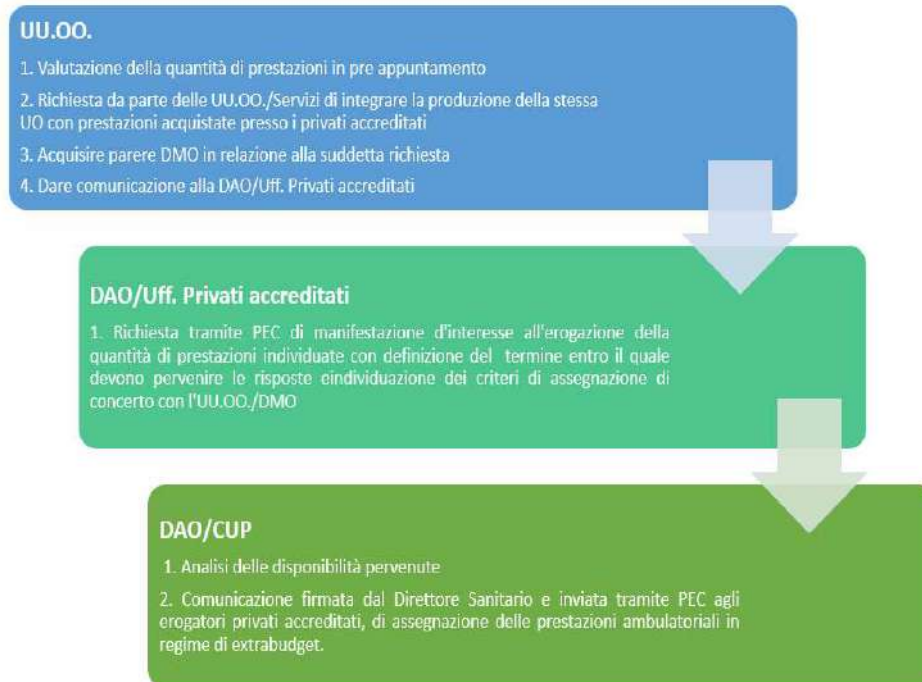 UU.OO.
1. Valutazione della quantità di prestazioni in pre appuntamento
2. Richiesta da parte delle UU.OO./Servizi di integrare la produzione della stessa
UO con prestazioni acquistate presso i privati accreditati
3. Acquisire parere DMO in relazione alla suddetta richiesta
4. Dare comunicazione alla DAO/Uff. Privati accreditati
DAO/Uff. Privati accreditati
1. Richiesta tramite PEC di manifestazione d'interesse all'erogazione della
quantità di prestazioni individuate con definizione del termine entro il quale
devono pervenire le risposte eindividuazione dei criteri di assegnazione di
concerto con l'UU.OO./DMO
DAO/CUP
1. Analisi delle disponibilità pervenute
2. Comunicazione firmata dal Direttore Sanitario e inviata tramite PEC agli
erogatori privati accreditati, di assegnazione delle prestazioni ambulatoriali in
regime di extrabudget.